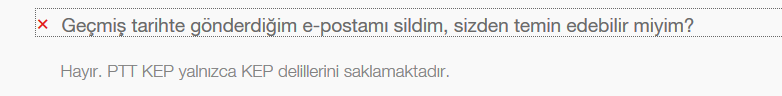 Geçmiş tarihte gönderdiğim e-postamı sildim, sizden temin edebilir miyim?
Hayır. PTT KEP yalnızca KEP delillerini saklamaktadır.